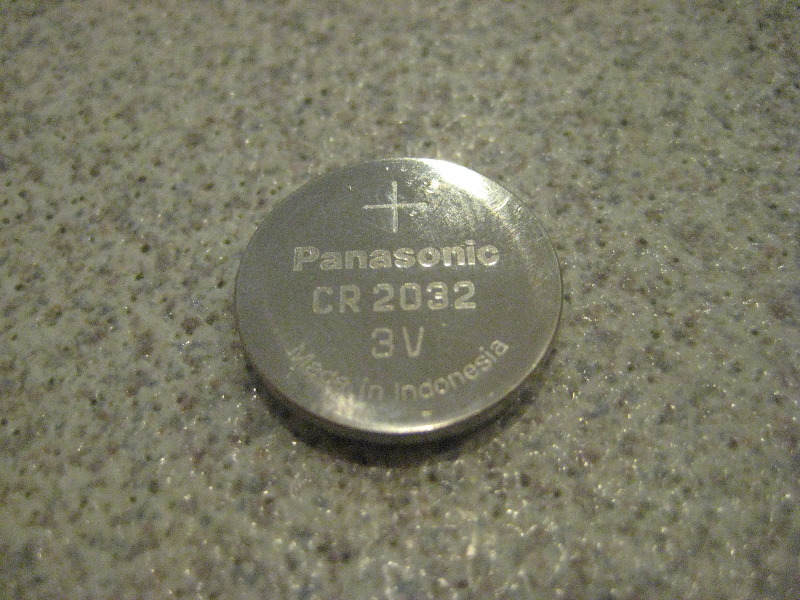 +
Panasonic
CR 2032
3V
Made in Indonesia